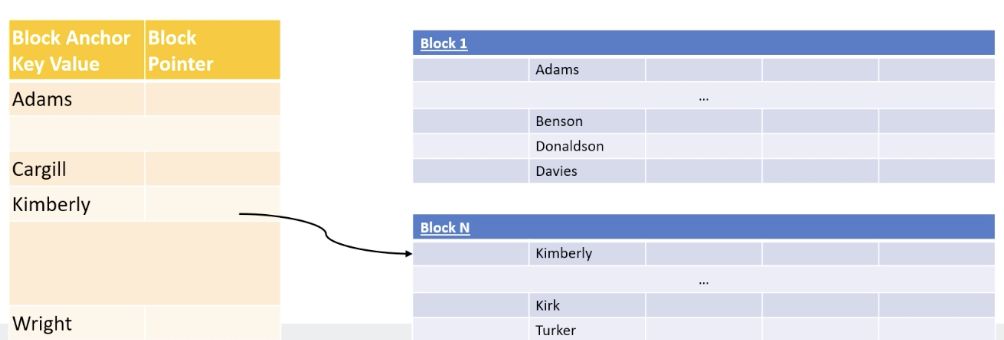 Block Anchor Key Value
Block Pointer
Adams
Cargill
Kimberly
Wright
Block 1
Adams
...
Benson
Donaldson
Davies
Block N
Kimberly
...
Kirk
Turker